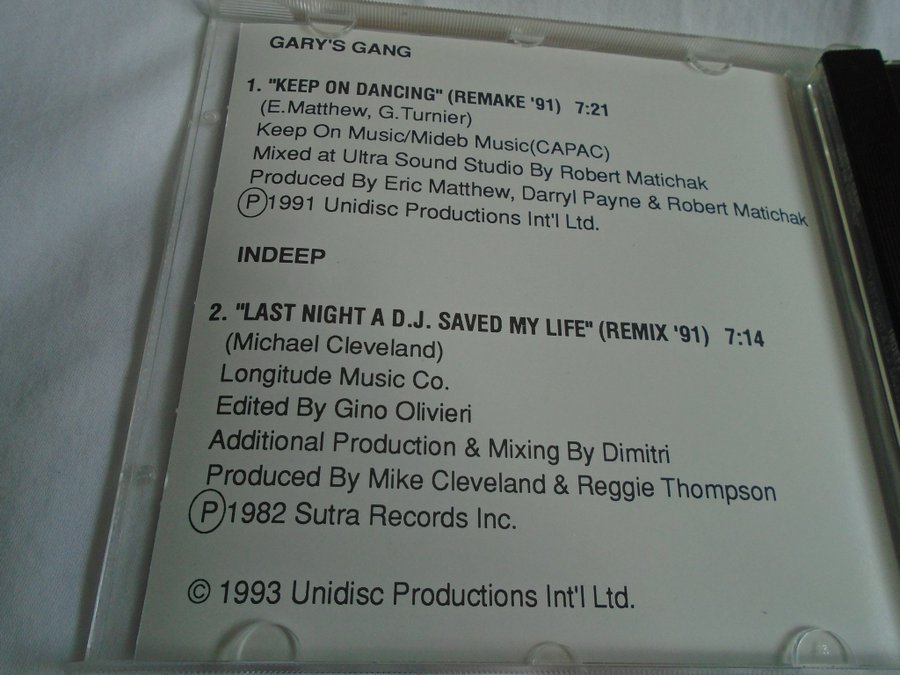 GARY'S GANG
1. "KEEP ON DANCING" (REMAKE '91) 7:21
(E.Matthew, G.Turnier)
Keep On Music/Mideb Music(CAPAC)
Mixed at Ultra Sound Studio By Robert Matichak
Produced By Eric Matthew, Darryl Payne & Robert Matichak
Ⓟ1991 Unidisc Productions Int'l Ltd.
INDEEP
2. "LAST NIGHT A D.J. SAVED MY LIFE" (REMIX '91) 7:14
(Michael Cleveland)
Longitude Music Co.
Edited By Gino Olivieri
Additional Production & Mixing By Dimitri
Produced By Mike Cleveland & Reggie Thompson
Ⓟ1982 Sutra Records Inc.
© 1993 Unidisc Productions Int'l Ltd.